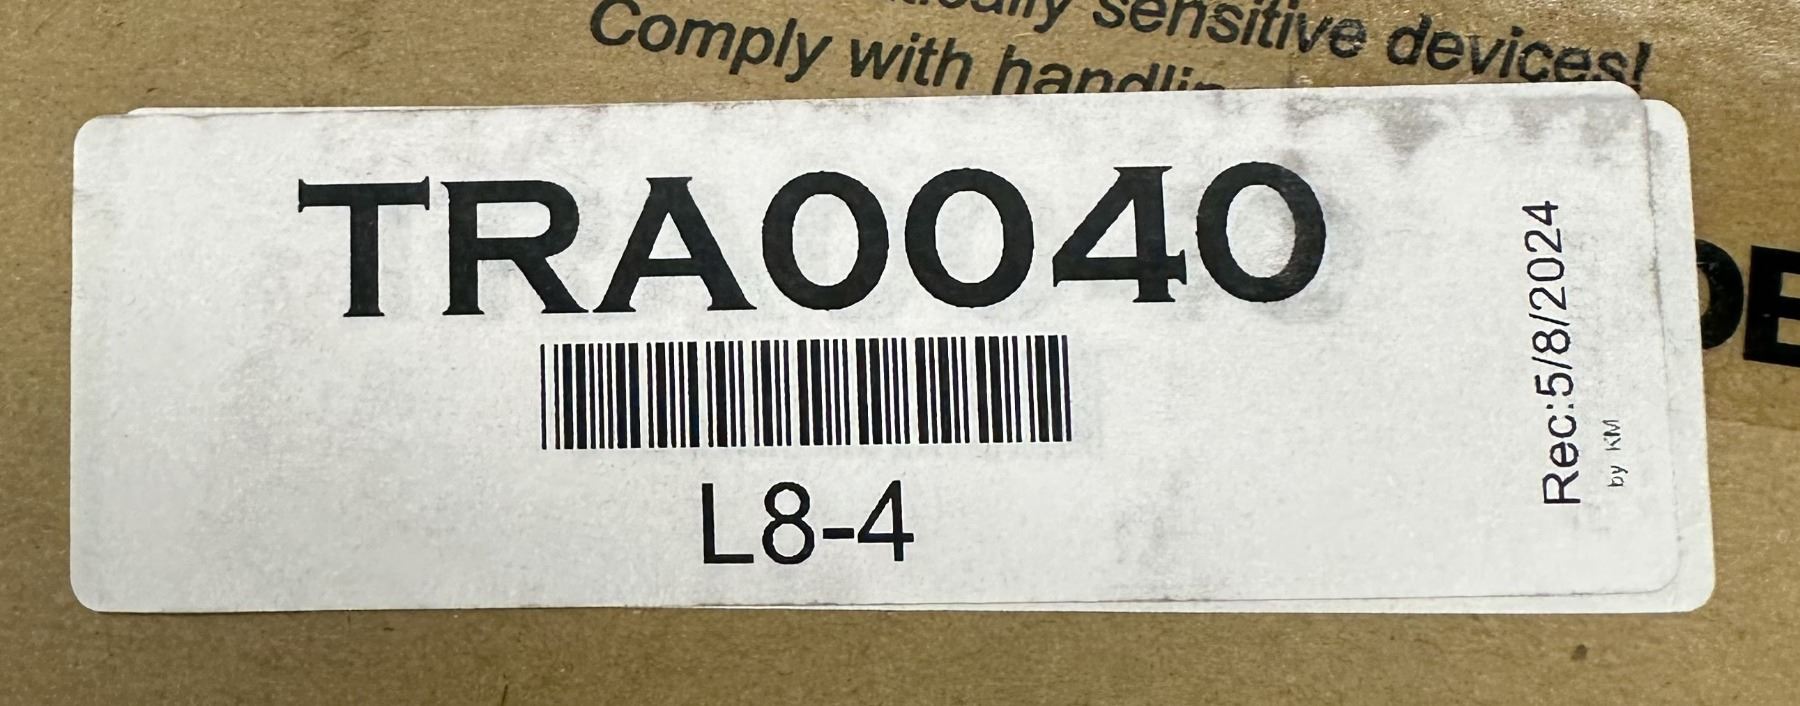 sensitive devices!
Comply with
TRA0040
L8-4
Rec:5/8/2024
by KM